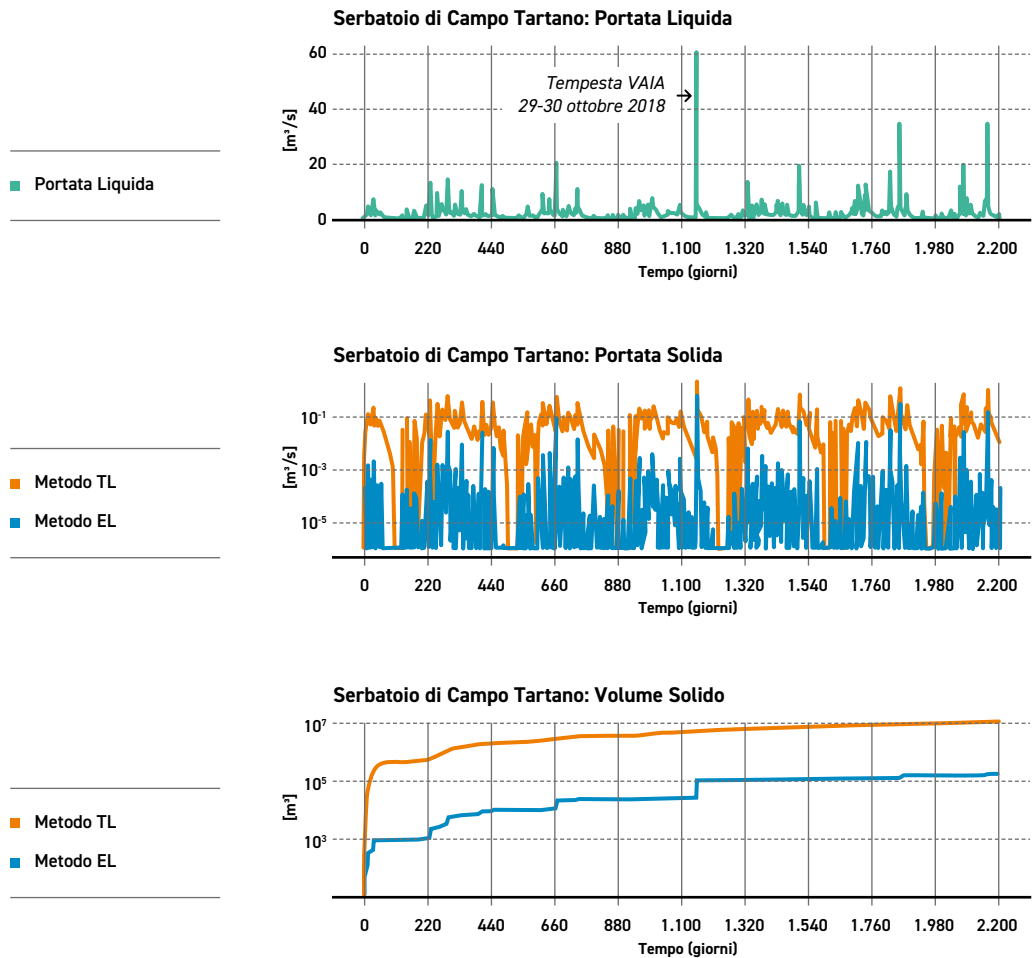 Serbatoio di Campo Tartano: Portata Liquida
60
40
20
0
[m³/s]
Tempesta VAIA
29-30 ottobre 2018
Portata Liquida
0 220 440 660 880 1.100 1.320 1.540 1.760 1.980 2.200
Tempo (giorni)
Serbatoio di Campo Tartano: Portata Solida
10⁻¹
10⁻³
10⁻⁵
[m³/s]
Metodo TL
Metodo EL
0 220 440 660 880 1.100 1.320 1.540 1.760 1.980 2.200
Tempo (giorni)
Serbatoio di Campo Tartano: Volume Solido
10⁷
10⁵
10³
[m³]
Metodo TL
Metodo EL
0 220 440 660 880 1.100 1.320 1.540 1.760 1.980 2.200
Tempo (giorni)